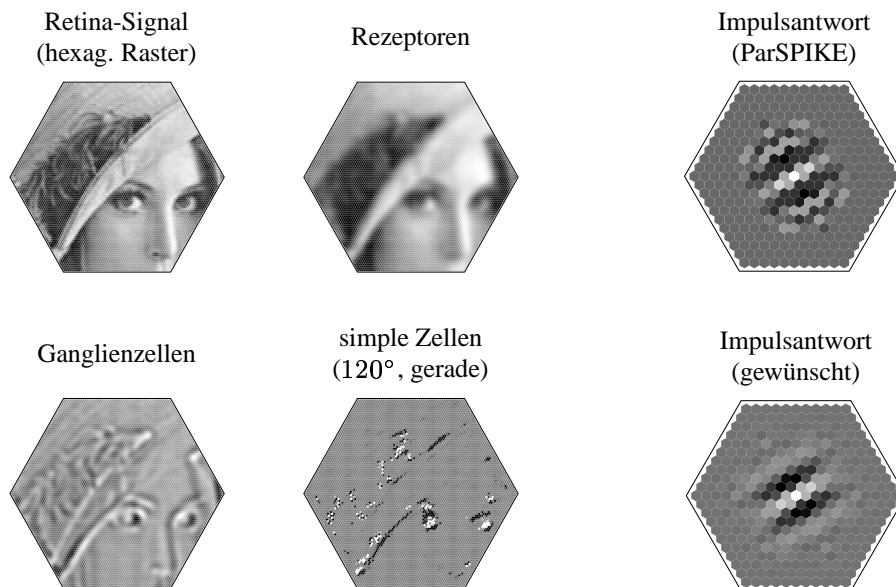 Retina-Signal
(hexag. Raster)
Rezeptoren
Impulsantwort
(ParSPIKE)
Ganglienzellen
simple Zellen
(120°, gerade)
Impulsantwort
(gewünscht)